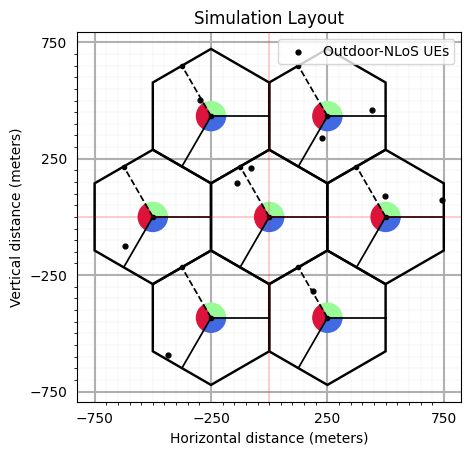 Simulation Layout
Outdoor-NLoS UEs
Vertical distance (meters)
750
250
−250
−750
−750
−250
250
750
Horizontal distance (meters)